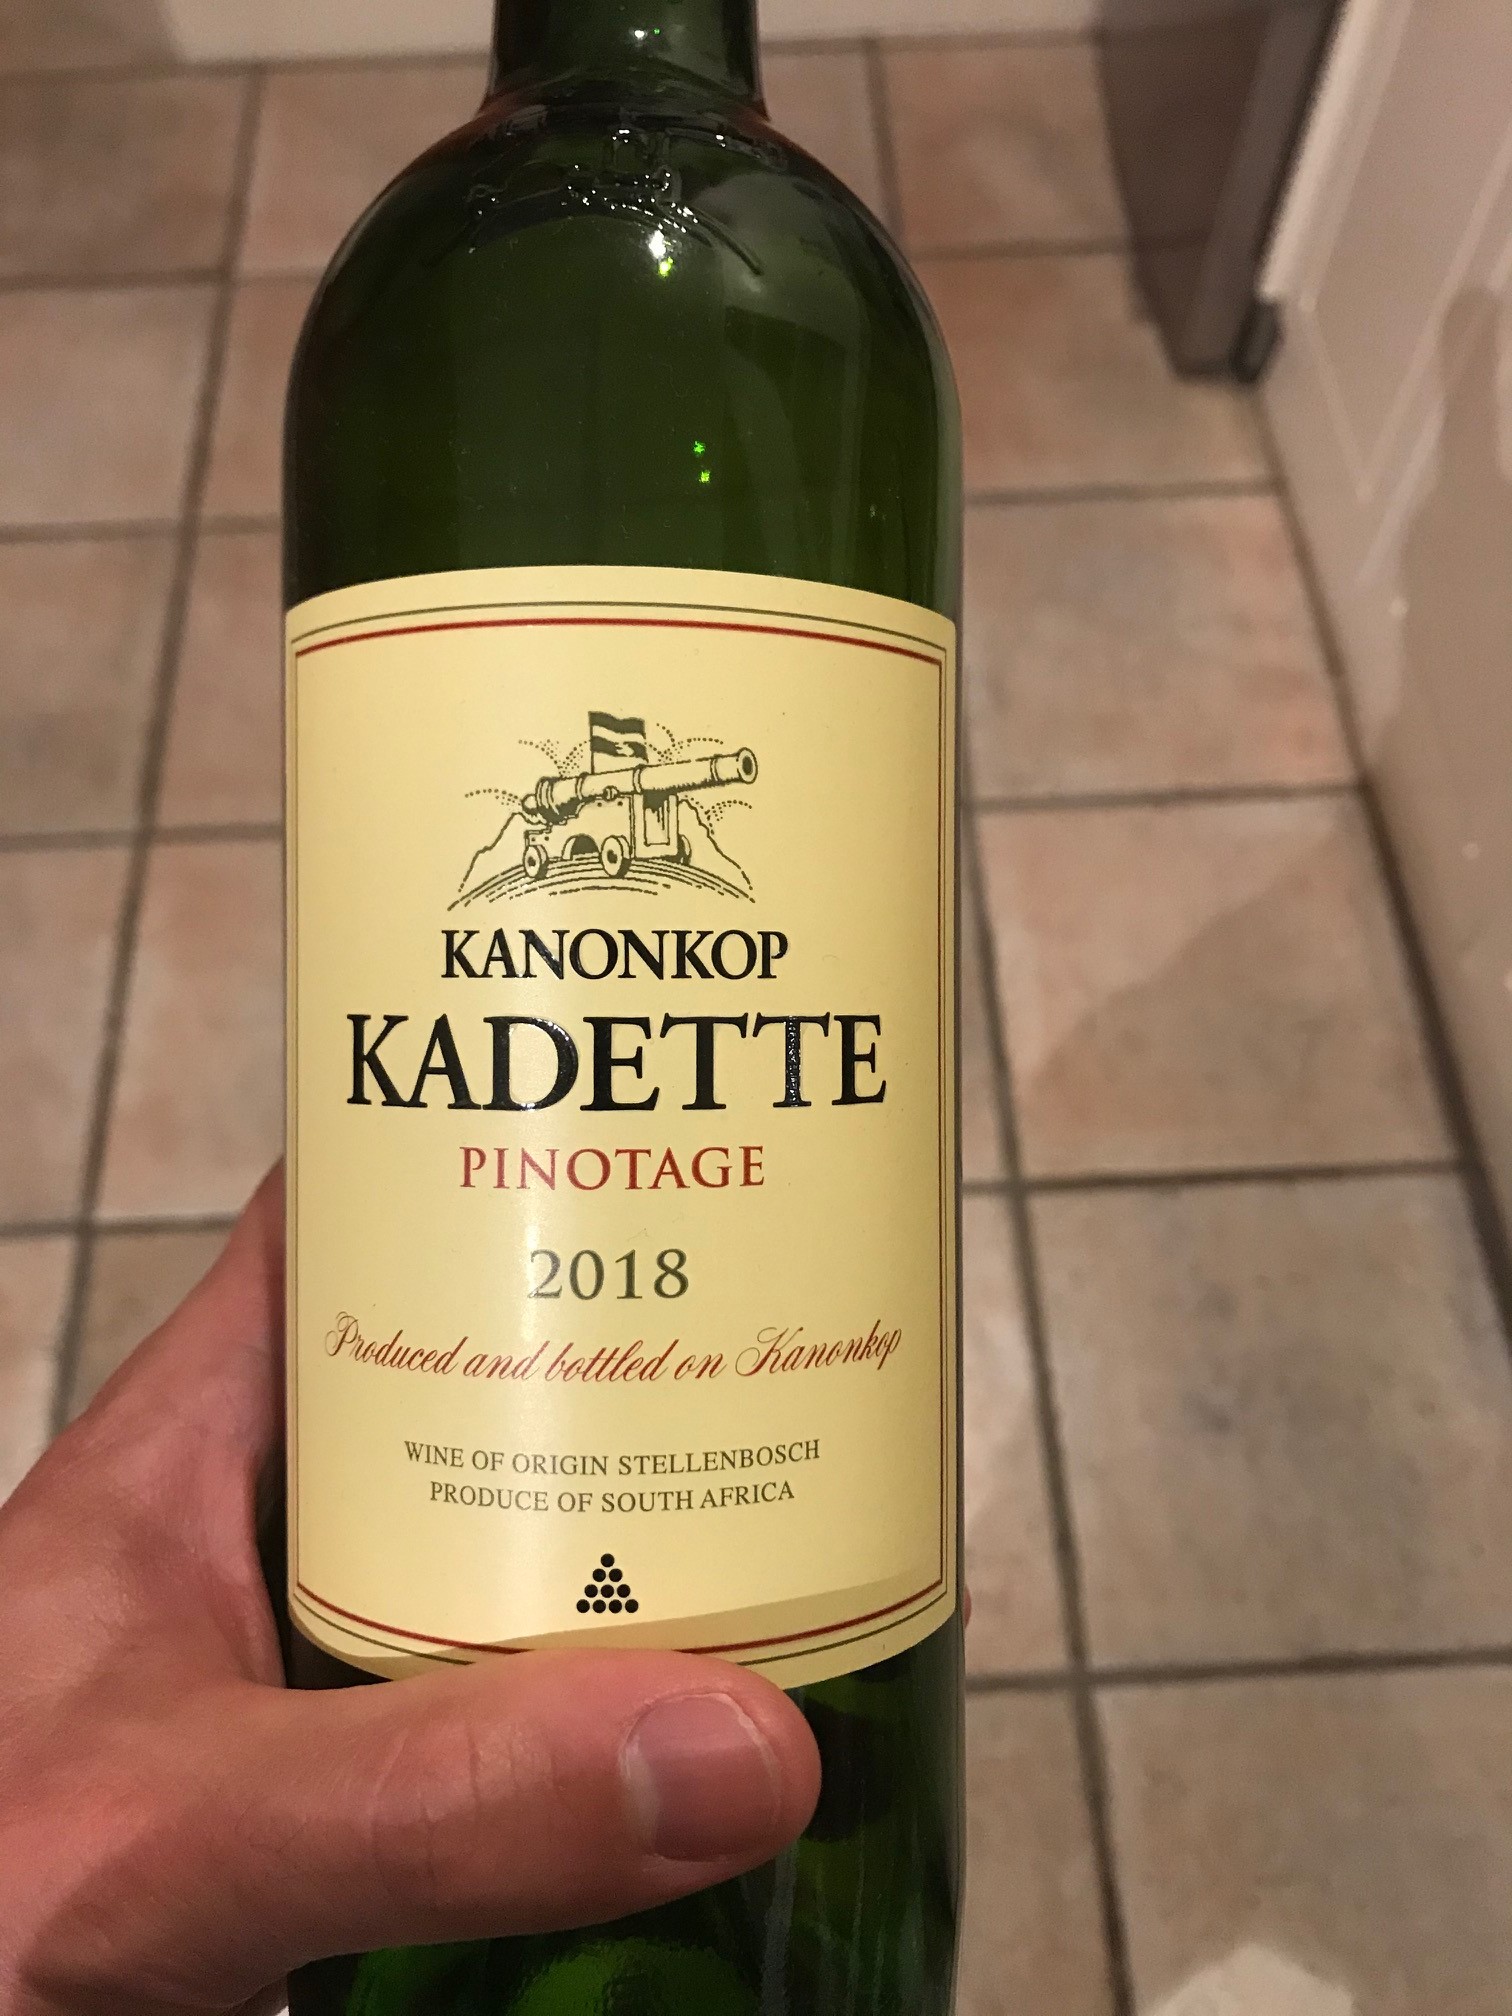 KANONKOP
KADETTE
PINOTAGE
2018
Produced and bottled on Kanonkop
WINE OF ORIGIN STELLENBOSCH
PRODUCE OF SOUTH AFRICA